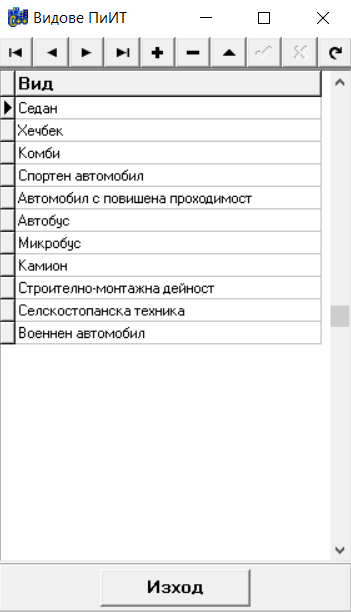 Видове ПиИТ
Вид
Седан
Хечбек
Комби
Спортен автомобил
Автомобил с повишена проходимост
Автобус
Микробус
Камион
Строително-монтажна дейност
Селскостопанска техника
Военнен автомобил
Изход